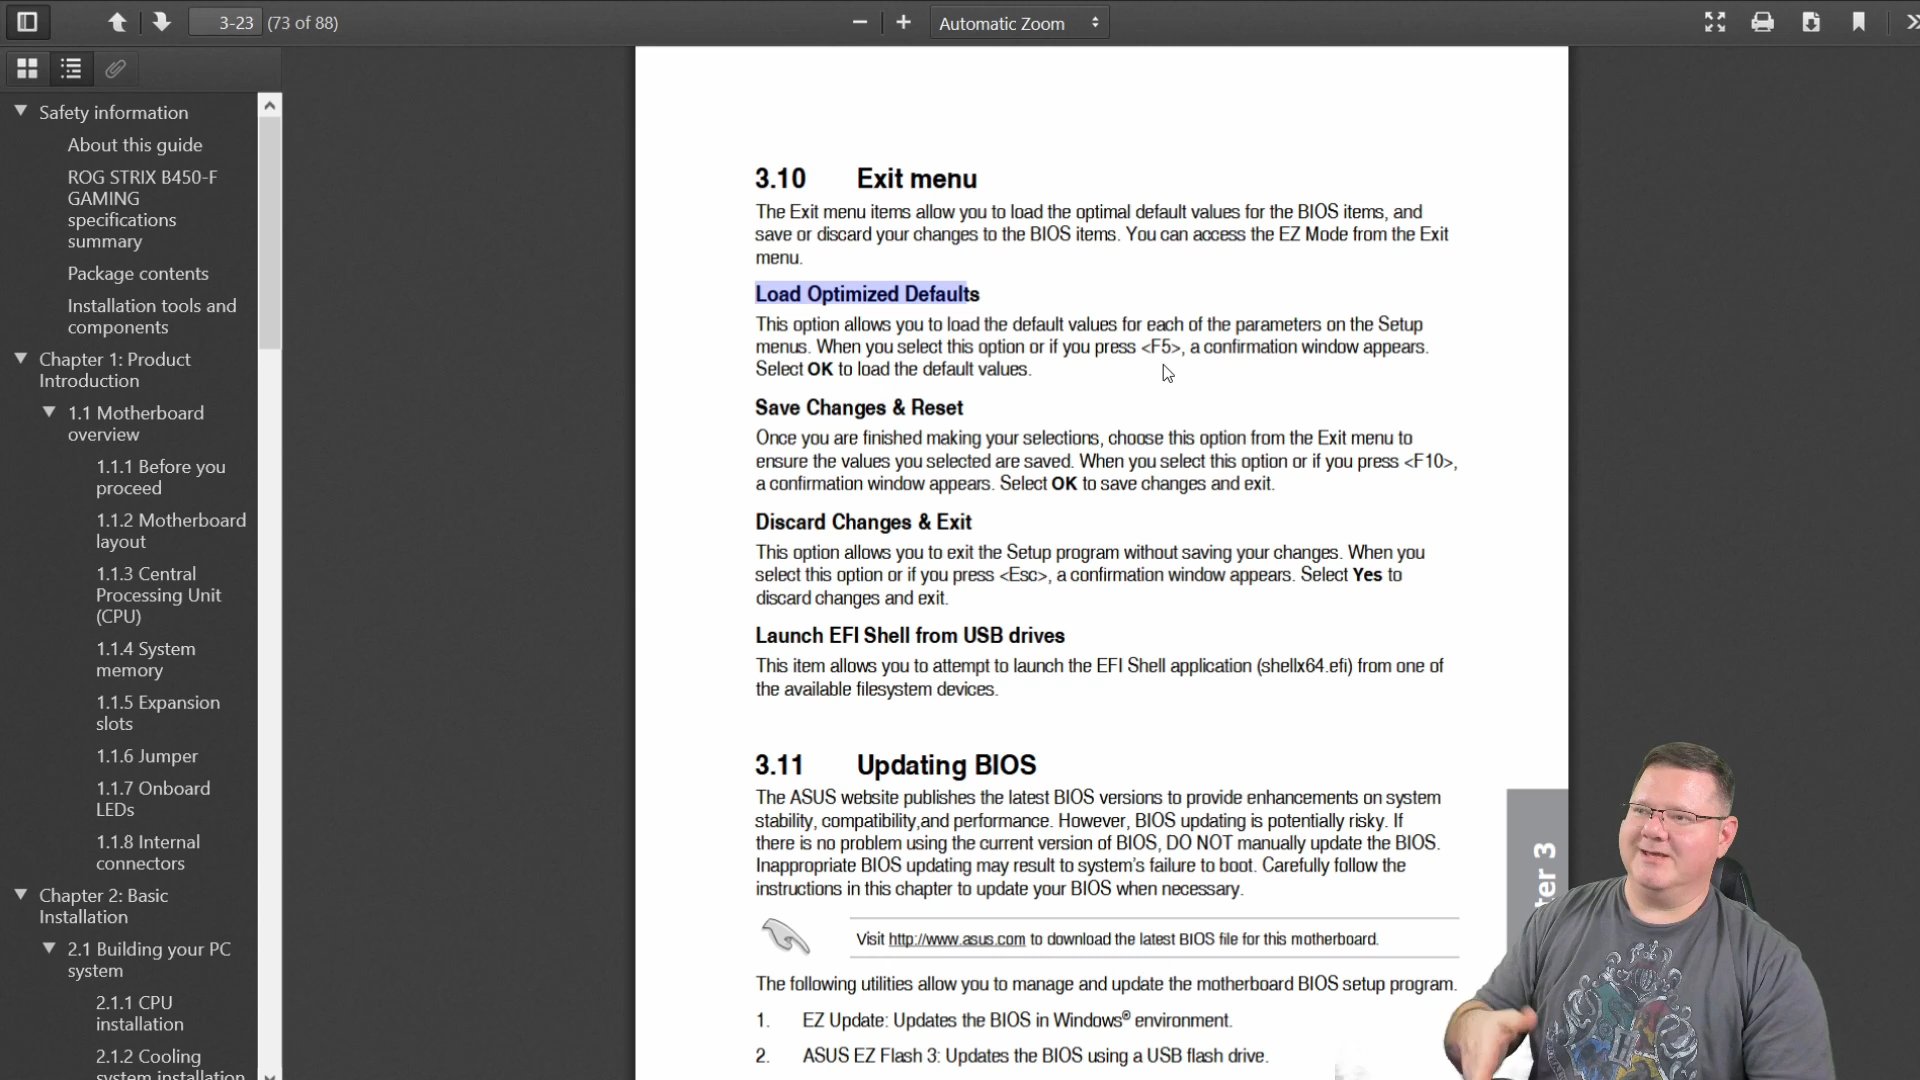 3-23 (73 of 88)
Automatic Zoom
Safety information
About this guide
ROG STRIX B450-F
GAMING
specifications
summary
Package contents
Installation tools and
components
Chapter 1: Product
Introduction
1.1 Motherboard
overview
1.1.1 Before you
proceed
1.1.2 Motherboard
layout
1.1.3 Central
Processing Unit
(CPU)
1.1.4 System
memory
1.1.5 Expansion
slots
1.1.6 Jumper
1.1.7 Onboard
LEDs
1.1.8 Internal
connectors
Chapter 2: Basic
Installation
2.1 Building your PC
system
2.1.1 CPU
installation
2.1.2 Cooling
system installation
3.10 Exit menu
The Exit menu items allow you to load the optimal default values for the BIOS items, and
save or discard your changes to the BIOS items. You can access the EZ Mode from the Exit
menu.
Load Optimized Defaults
This option allows you to load the default values for each of the parameters on the Setup
menus. When you select this option or if you press <F5>, a confirmation window appears.
Select OK to load the default values.
Save Changes & Reset
Once you are finished making your selections, choose this option from the Exit menu to
ensure the values you selected are saved. When you select this option or if you press <F10>,
a confirmation window appears. Select OK to save changes and exit.
Discard Changes & Exit
This option allows you to exit the Setup program without saving your changes. When you
select this option or if you press <Esc>, a confirmation window appears. Select Yes to
discard changes and exit.
Launch EFI Shell from USB drives
This item allows you to attempt to launch the EFI Shell application (shellx64.efi) from one of
the available filesystem devices.
3.11 Updating BIOS
The ASUS website publishes the latest BIOS versions to provide enhancements on system
stability, compatibility,and performance. However, BIOS updating is potentially risky. If
there is no problem using the current version of BIOS, DO NOT manually update the BIOS.
Inappropriate BIOS updating may result to system's failure to boot. Carefully follow the
instructions in this chapter to update your BIOS when necessary.
Visit http://www.asus.com to download the latest BIOS file for this motherboard.
The following utilities allow you to manage and update the motherboard BIOS setup program.
1. EZ Update: Updates the BIOS in Windows® environment.
2. ASUS EZ Flash 3: Updates the BIOS using a USB flash drive.
ter 3